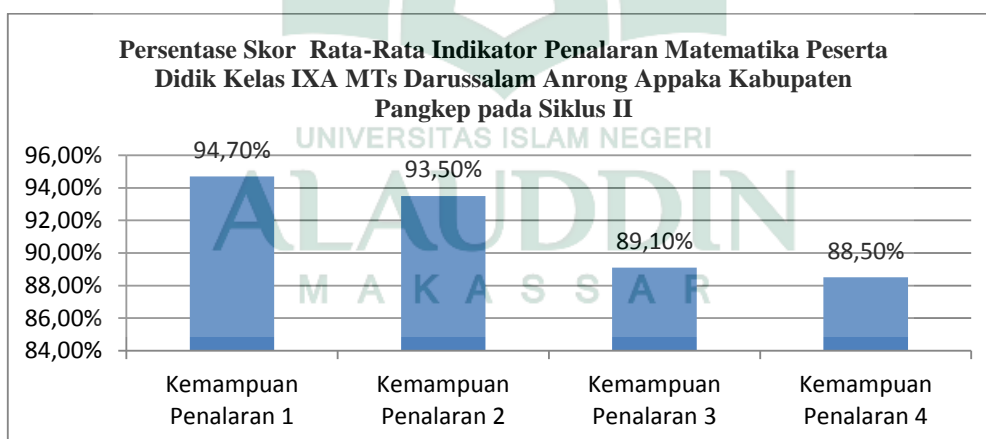 Persentase Skor Rata-Rata Indikator Penalaran Matematika Peserta
Didik Kelas IXA MTs Darussalam Anrong Appaka Kabupaten
Pangkep pada Siklus II
UNIVERSITAS ISLAM NEGERI
ALAUDDIN
MAKASSAR
96,00%
94,00%
92,00%
90,00%
88,00%
86,00%
84,00%
94,70%
93,50%
89,10%
88,50%
Kemampuan
Penalaran 1
Kemampuan
Penalaran 2
Kemampuan
Penalaran 3
Kemampuan
Penalaran 4